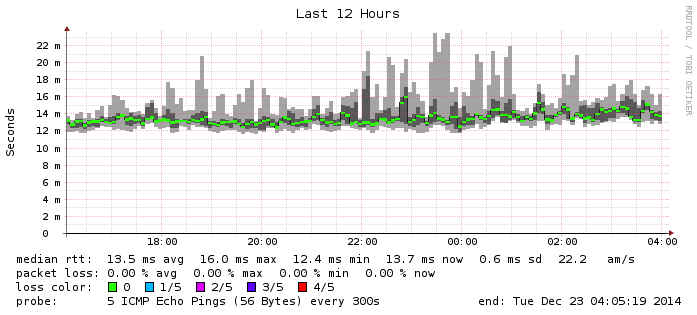 Last 12 Hours
RRDTOOL / TOBI OETIKER
Seconds
22 m
20 m
18 m
16 m
14 m
12 m
10 m
8 m
6 m
4 m
2 m
0
18:00 20:00 22:00 00:00 02:00 04:00
median rtt: 13.5 ms avg 16.0 ms max 12.4 ms min 13.7 ms now 0.6 ms sd 22.2 am/s
packet loss: 0.00 % avg 0.00 % max 0.00 % min 0.00 % now
loss color: 0 1/5 2/5 3/5 4/5
probe: 5 ICMP Echo Pings (56 Bytes) every 300s end: Tue Dec 23 04:05:19 2014